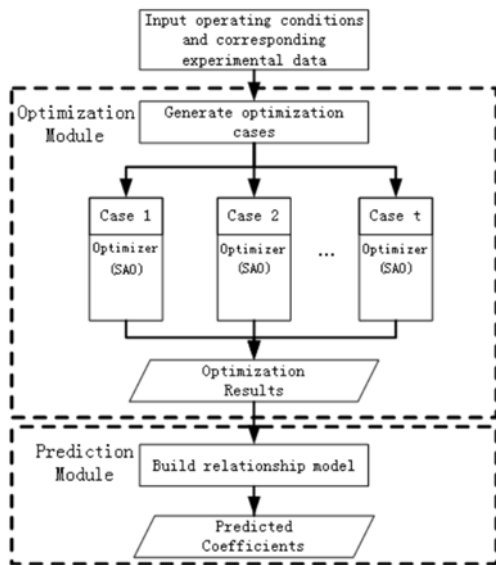 Input operating conditions
and corresponding
experimental data
Optimization
Module
Generate optimization
cases
Case 1
Case 2
Case t
Optimizer
(SAO)
Optimizer
(SAO)
...
Optimizer
(SAO)
Optimization
Results
Prediction
Module
Build relationship model
Predicted
Coefficients